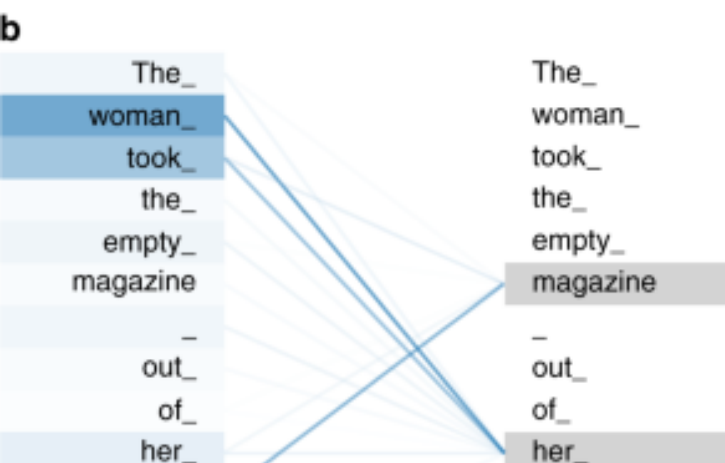 b
The_ The_
woman_ woman_
took_ took_
the_ the_
empty_ empty_
magazine magazine
_ _
out_ out_
of_ of_
her_ her_